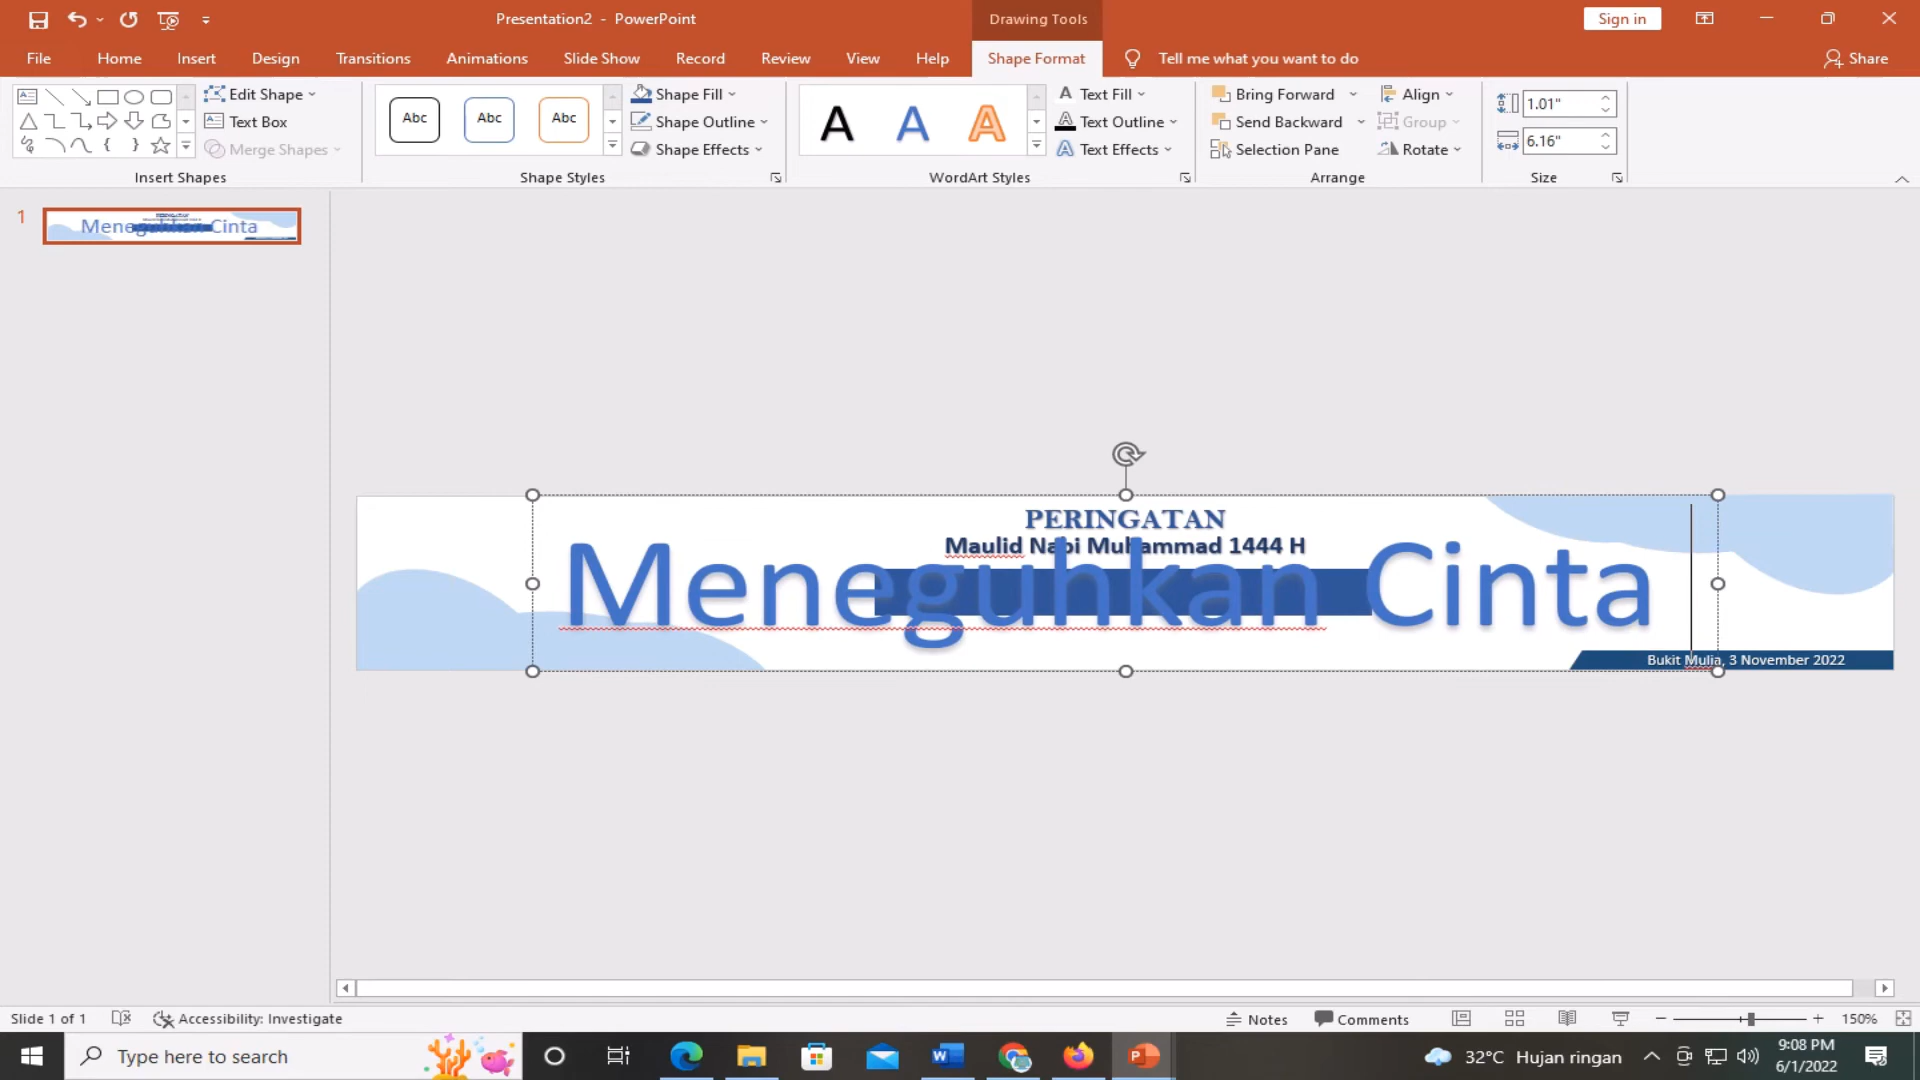 Presentation2 - PowerPoint
Drawing Tools
Sign in
File
Home
Insert
Design
Transitions
Animations
Slide Show
Record
Review
View
Help
Shape Format
Tell me what you want to do
Share
Edit Shape
Text Box
Merge Shapes
Insert Shapes
Abc
Abc
Abc
Shape Fill
Shape Outline
Shape Effects
Shape Styles
A
A
A
Text Fill
Text Outline
Text Effects
WordArt Styles
Bring Forward
Send Backward
Selection Pane
Align
Group
Rotate
Arrange
1.01"
6.16"
Size
1
Meneguhkan Cinta
PERINGATAN
Maulid Nabi Muhammad 1444 H
Meneguhkan Cinta
Bukit Mulia, 3 November 2022
Slide 1 of 1
Accessibility: Investigate
Notes
Comments
150%
Type here to search
32°C Hujan ringan
9:08 PM
6/1/2022